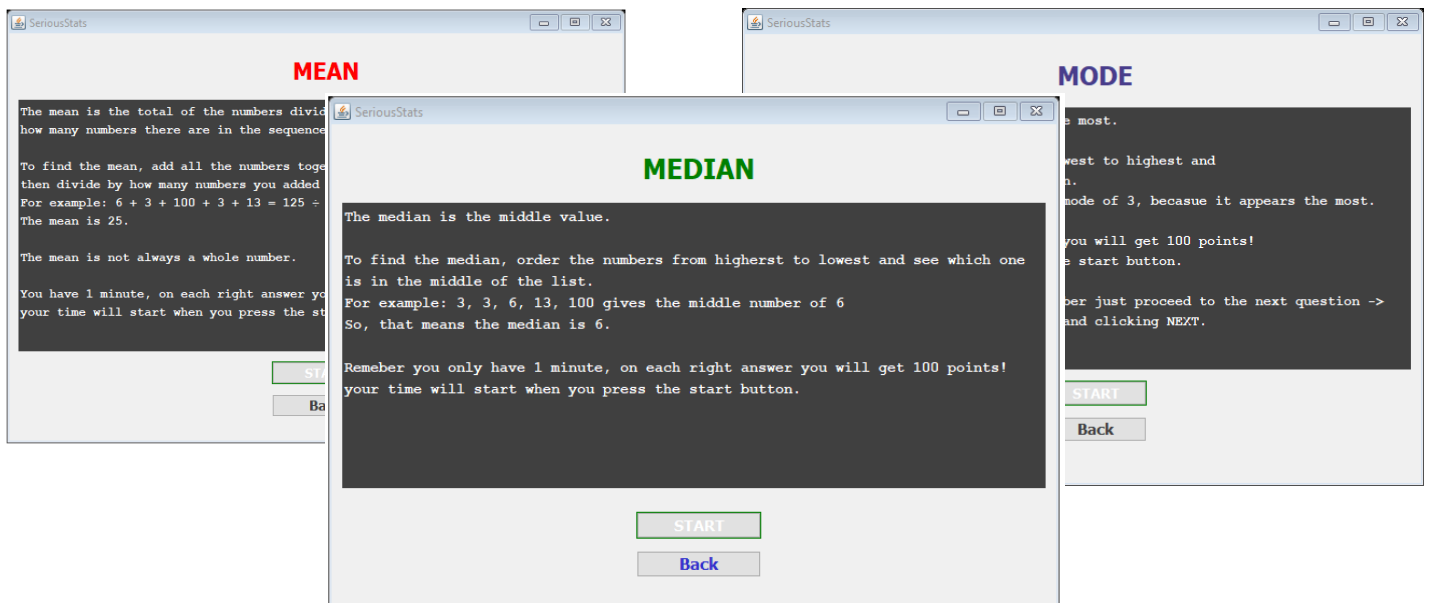 SeriousStats
MEAN
The mean is the total of the numbers
how many numbers there are in the sequence
To find the mean, add all the numbers
then divide by how many numbers you added
For example: 6 + 3 + 100 + 3 + 13 = 125 ÷
The mean is 25.
The mean is not always a whole number.
You have 1 minute, on each right answer
your time will start when you press the
SeriousStats
MEDIAN
The median is the middle value.
To find the median, order the numbers from higherst to lowest and see which one
is in the middle of the list.
For example: 3, 3, 6, 13, 100 gives the middle number of 6
So, that means the median is 6.
Remeber you only have 1 minute, on each right answer you will get 100 points!
your time will start when you press the start button.
START
Back
SeriousStats
MODE
most.
to highest and
mode of 3, becasue it appears the most.
you will get 100 points!
start button.
just proceed to the next question ->
and clicking NEXT.
START
Back